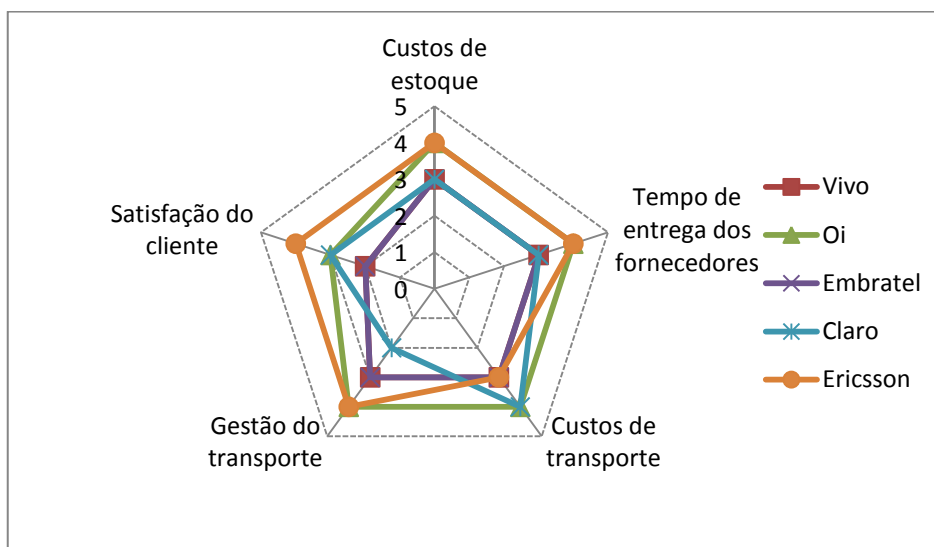 Custos de
estoque
5
4
3
2
1
0
Tempo de
entrega dos
fornecedores
Custos de
transporte
Gestão do
transporte
Satisfação do
cliente
Vivo
Oi
Embratel
Claro
Ericsson